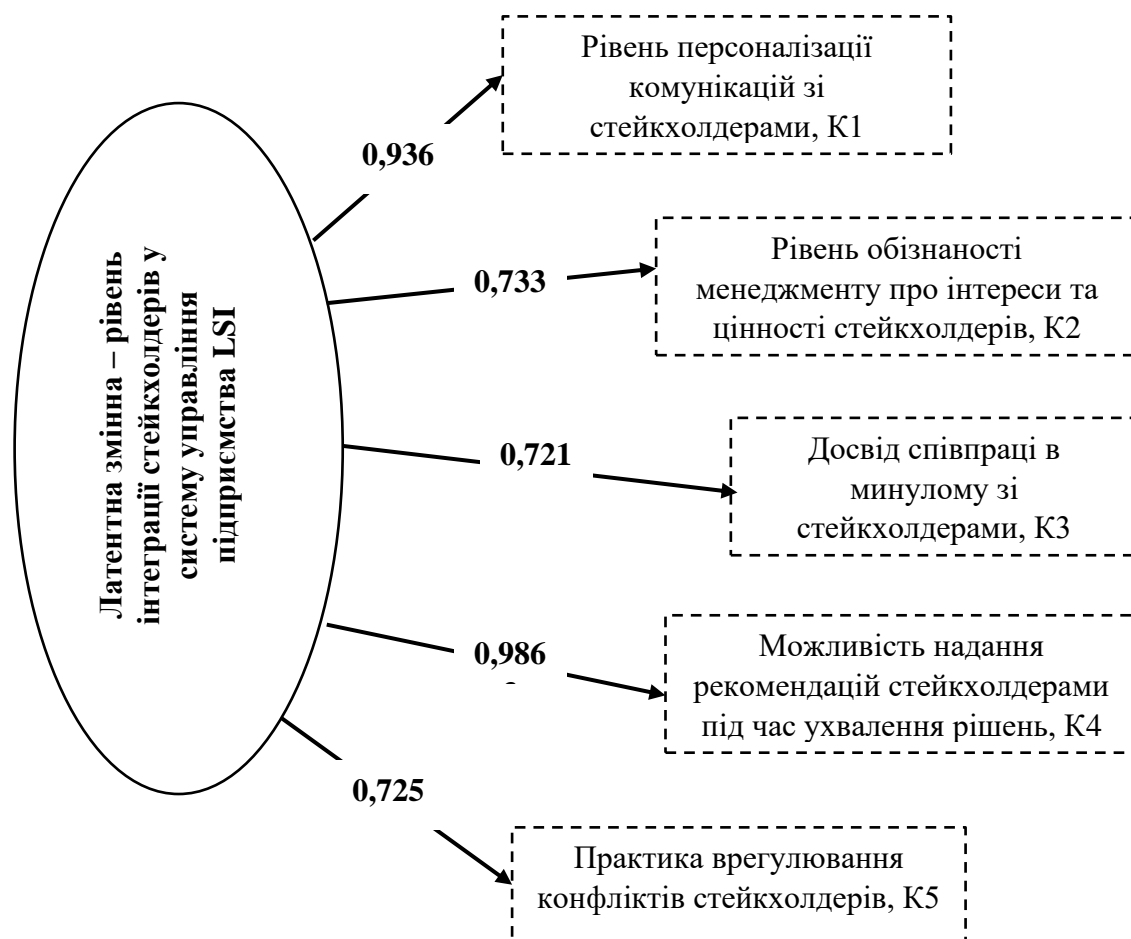 Рівень персоналізації
комунікацій зі
стейкхолдерами, К1
0,936
Рівень обізнаності
менеджменту про інтереси та
цінності стейкхолдерів, К2
0,733
Латентна змінна – рівень
інтеграції стейкхолдерів у
систему управління
підприємства LSI
Досвід співпраці в
минулому зі
стейкхолдерами, К3
0,721
Можливість надання
рекомендацій стейкхолдерами
під час ухвалення рішень, К4
0,986
0,725
Практика врегулювання
конфліктів стейкхолдерів, К5